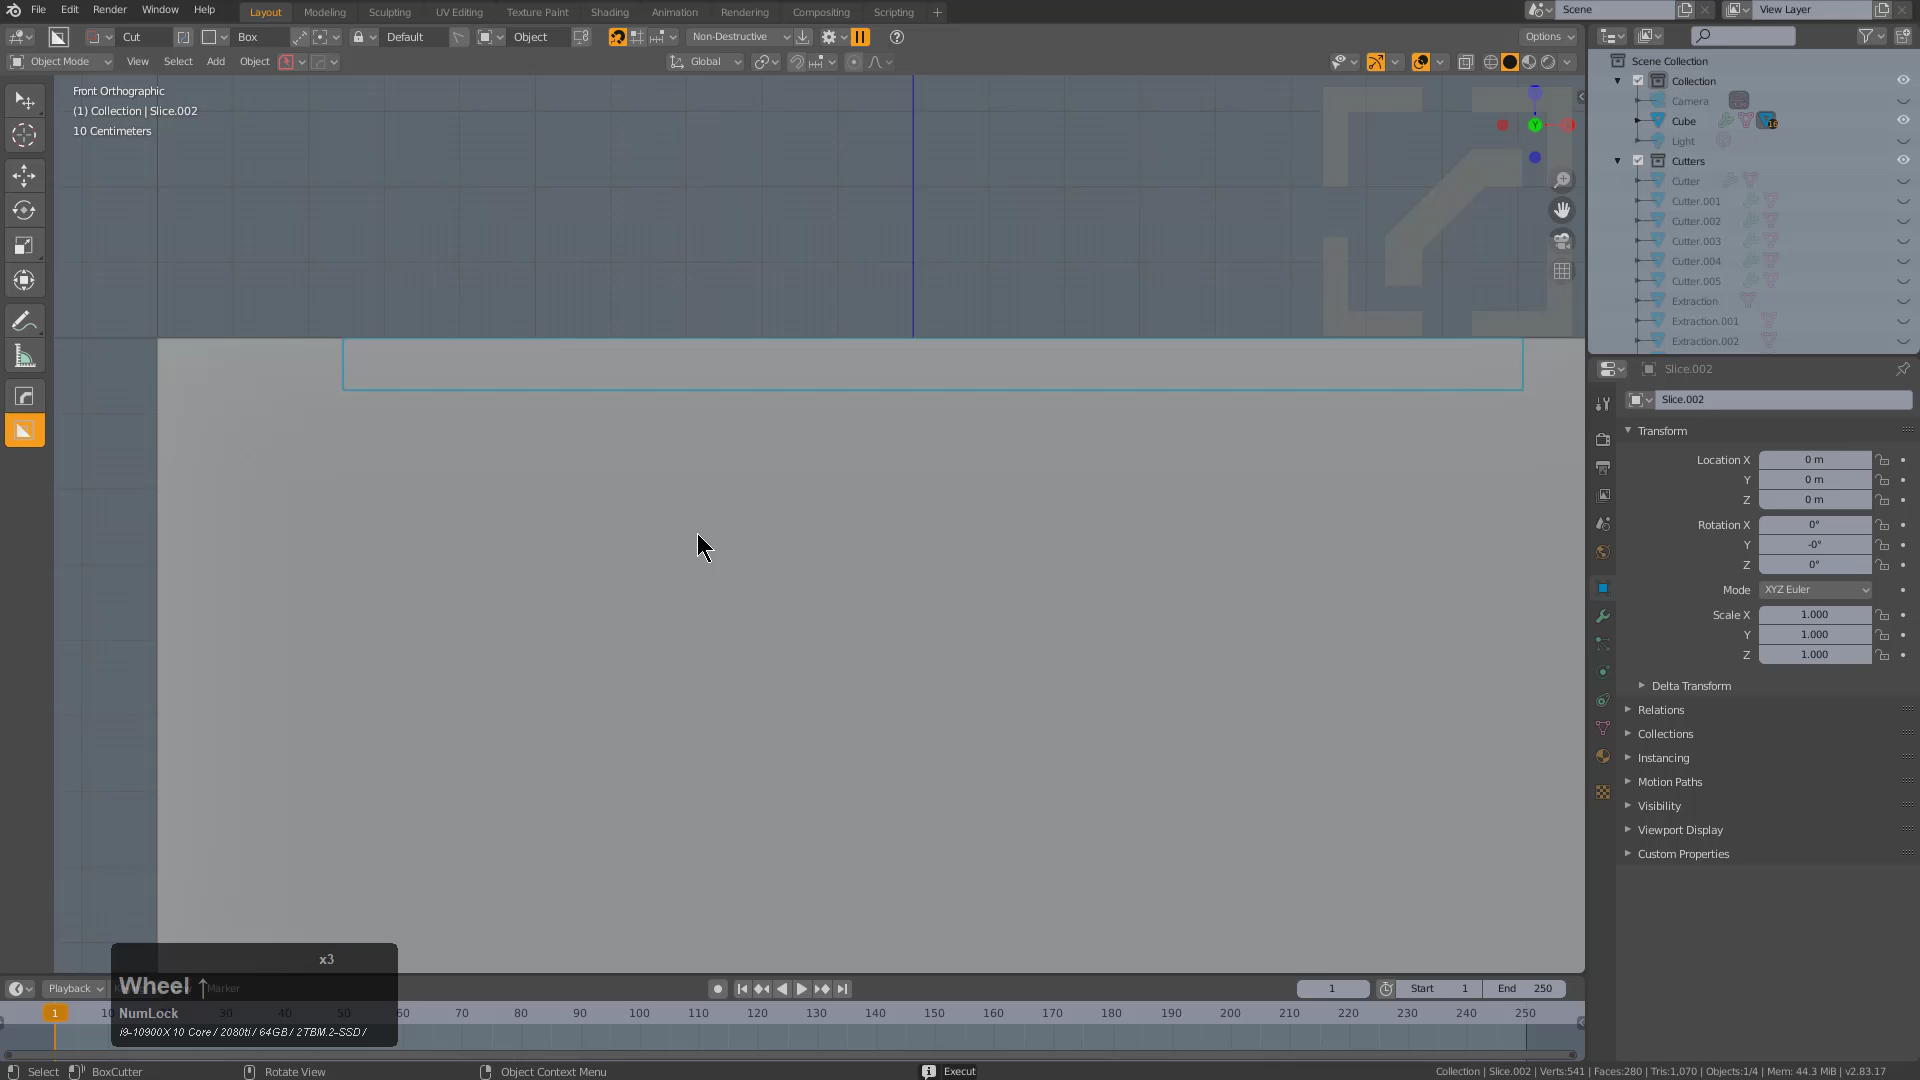 File Edit Render Window Help Layout Modeling Sculpting UV Editing Texture Paint Shading Animation Rendering Compositing Scripting + Scene View Layer
Cut Box Default Object Non-Destructive Options
Object Mode View Select Add Object Global
Front Orthographic
(1) Collection | Slice.002
10 Centimeters
Y
Scene Collection
Collection
Camera
Cube
Light
Cutters
Cutter
Cutter.001
Cutter.002
Cutter.003
Cutter.004
Cutter.005
Extraction
Extraction.001
Extraction.002
Slice.002
Slice.002
Transform
Location X 0 m
Y 0 m
Z 0 m
Rotation X 0°
Y -0°
Z 0°
Mode XYZ Euler
Scale X 1.000
Y 1.000
Z 1.000
Delta Transform
Relations
Collections
Instancing
Motion Paths
Visibility
Viewport Display
Custom Properties
x3
Wheel ↑
NumLock
i9-10900X 10 Core / 2080ti / 64GB / 2TBM.2-SSD /
Playback Marker 1 Start 1 End 250
1 10 30 40 50 60 70 80 90 100 110 120 130 140 150 160 170 180 190 200 210 220 230 240 250
Select BoxCutter Rotate View Object Context Menu Execut Collection | Slice.002 | Verts:541 | Faces:280 | Tris:1,070 | Objects:1/4 | Mem: 44.3 MiB | v2.83.17